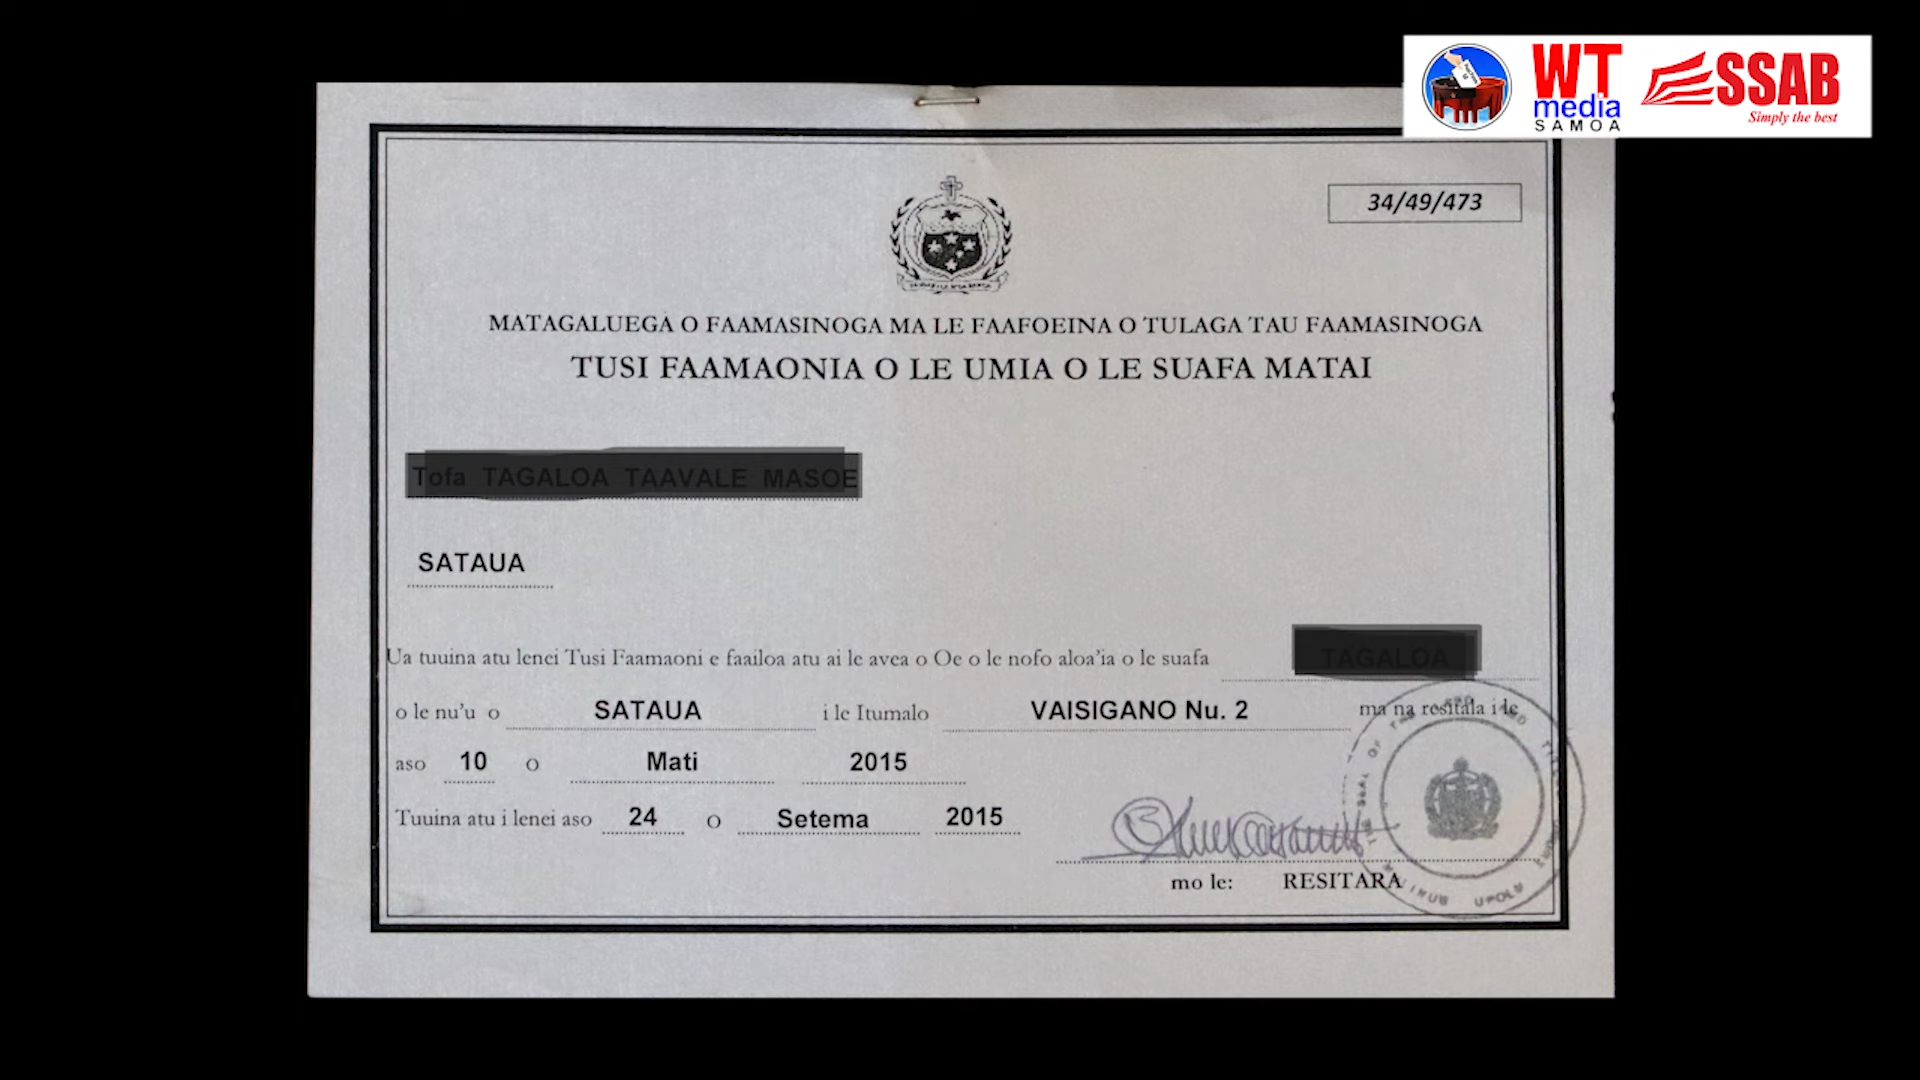 WT
media
SAMOA
SSAB
Simply the best
34/49/473
MATAGALUEGA O FAAMASINOGA MA LE FAAFOEINA O TULAGA TAU FAAMASINOGA
TUSI FAAMAONIA O LE UMIA O LE SUAFA MATAI
Tofa TAGALOA TAAVALE MASOE
SATAUA
Ua tuuina atu lenei Tusi Faamaoni e faailoa atu ai le avea o Oe o le nofo aloa’ia o le suafa TAGALOA
o le nu’u o SATAUA i le Itumalo VAISIGANO Nu. 2 ma na resitala i le
aso 10 O Mati 2015
Tuuina atu i lenei aso 24 O Setema 2015
mo le: RESITARA